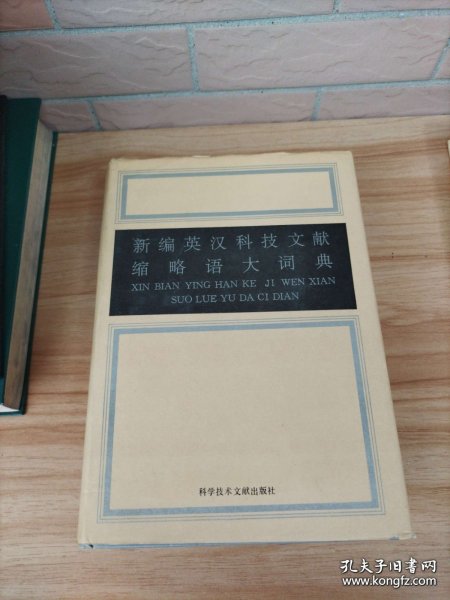 新编英汉科技文献
缩略语大词典
XIN BIAN YING HAN KE JI WEN XIAN
SUO LUE YU DA CI DIAN
科学技术文献出版社
孔夫子旧书网
www.kongfz.com